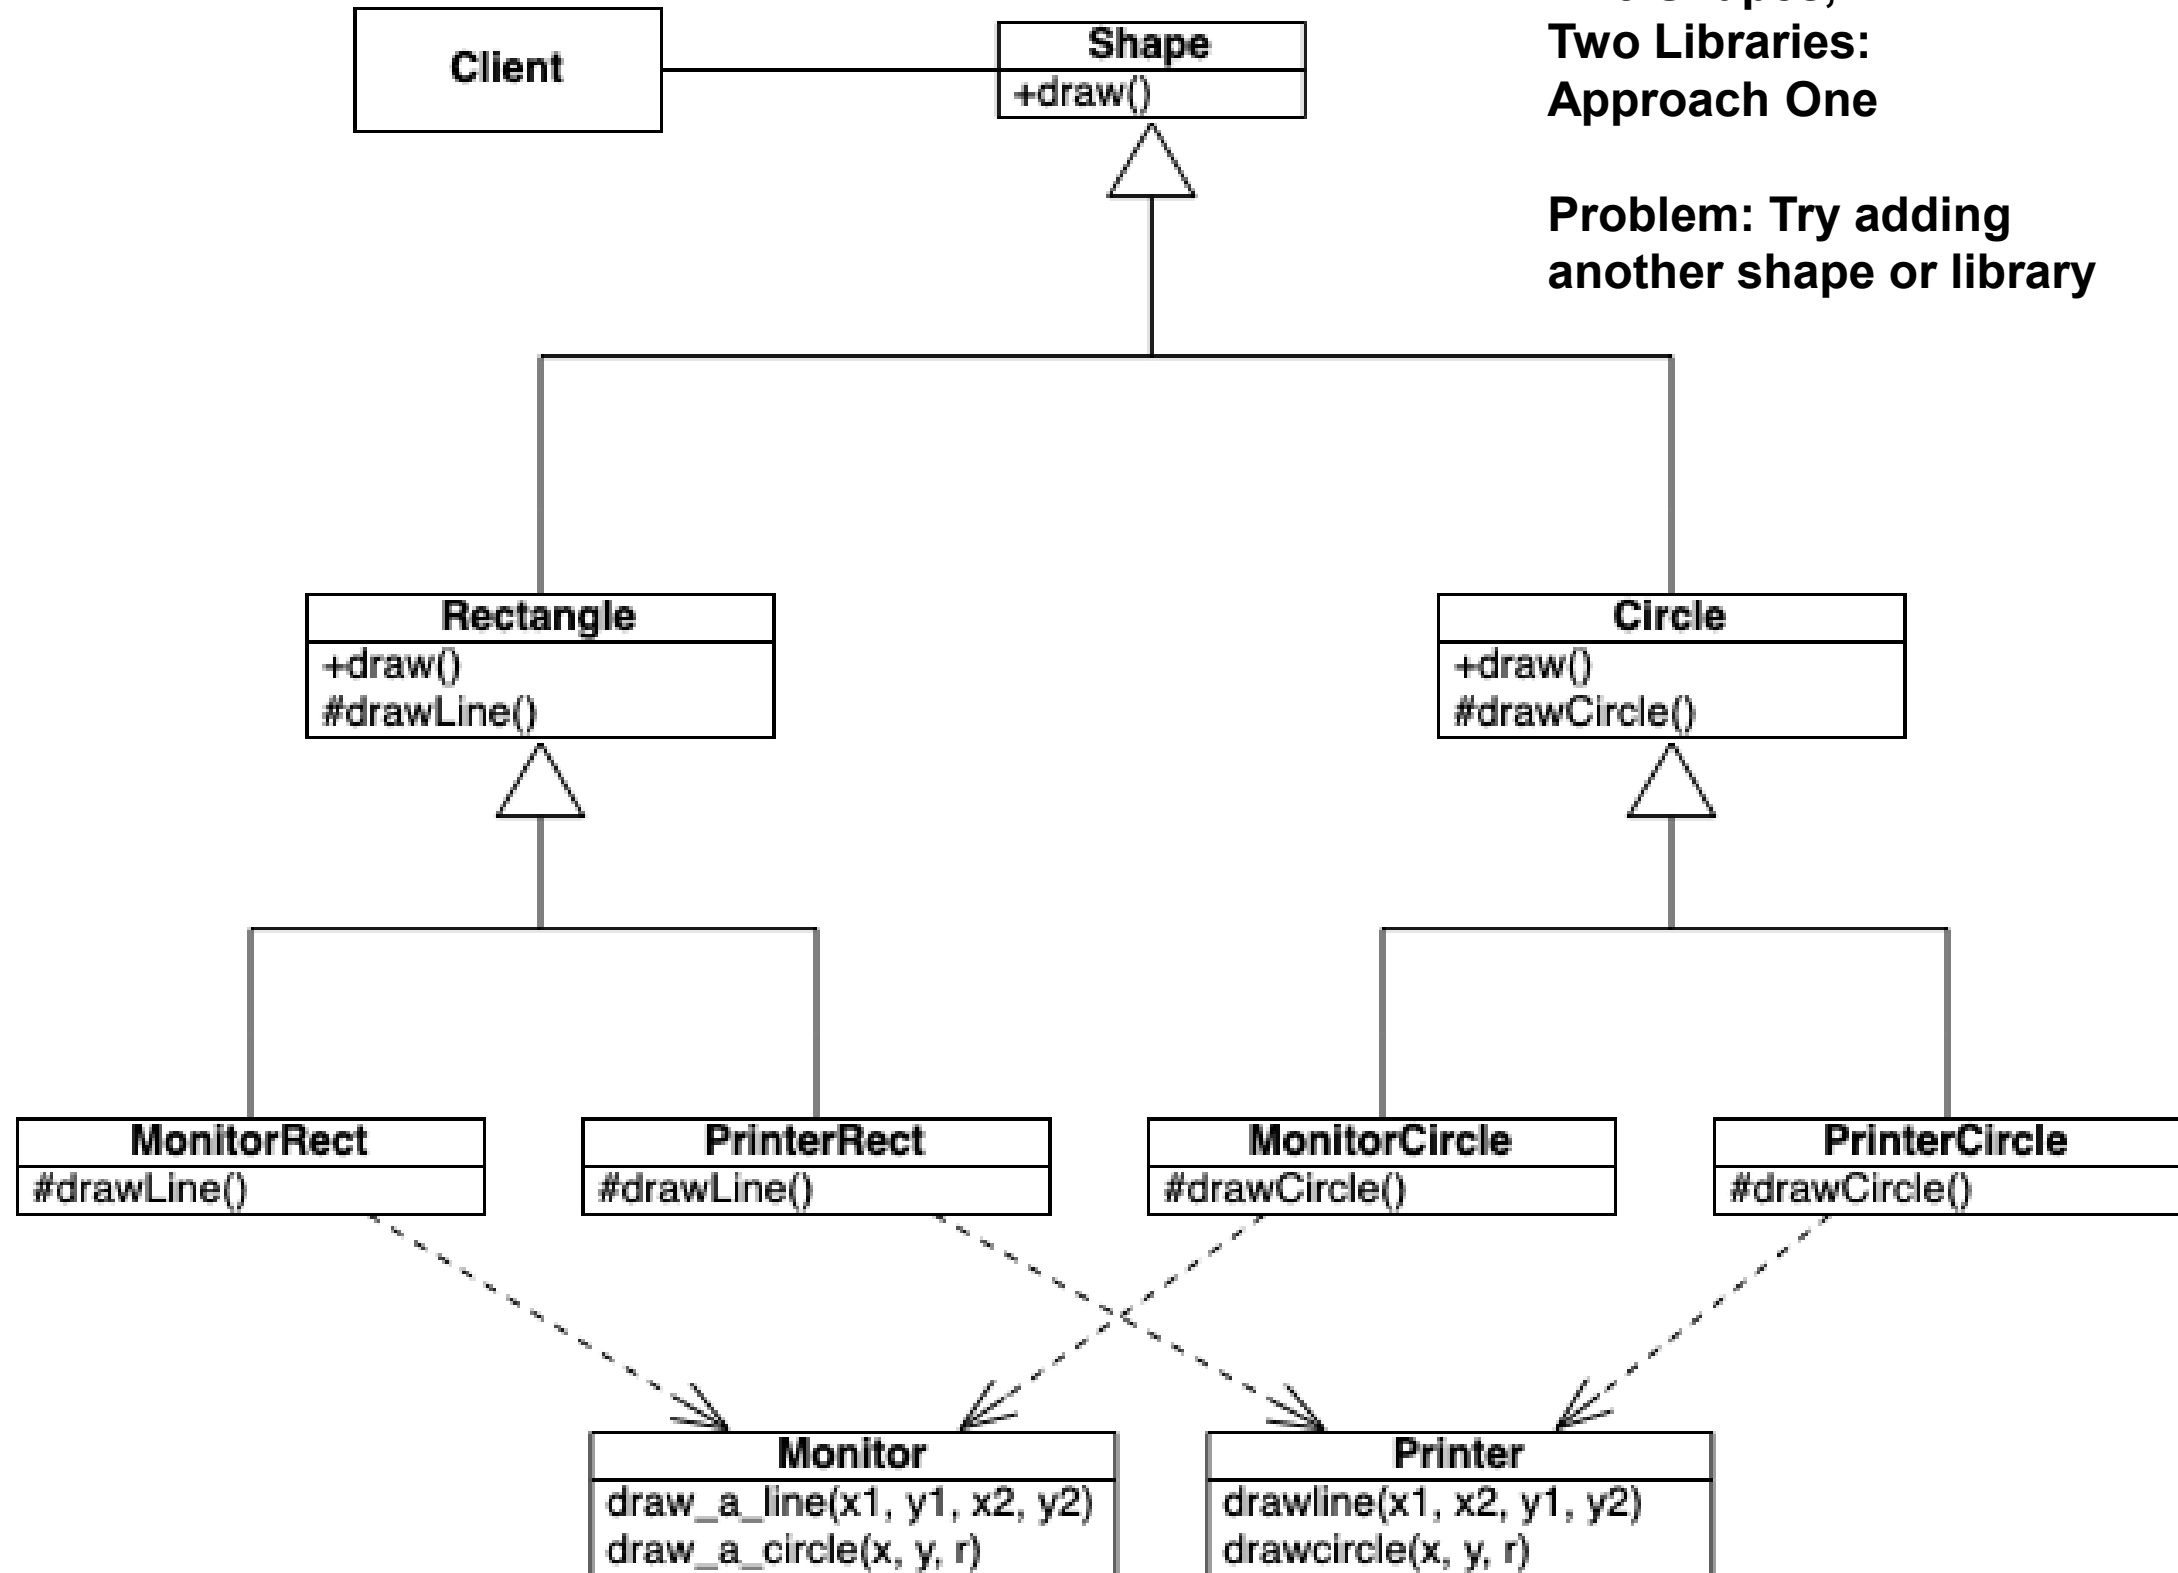 Two Libraries:
Approach One
Problem: Try adding
another shape or library
Client
Shape
+draw()
Rectangle
+draw()
#drawLine()
Circle
+draw()
#drawCircle()
MonitorRect
#drawLine()
PrinterRect
#drawLine()
MonitorCircle
#drawCircle()
PrinterCircle
#drawCircle()
Monitor
draw_a_line(x1, y1, x2, y2)
draw_a_circle(x, y, r)
Printer
drawline(x1, x2, y1, y2)
drawcircle(x, y, r)